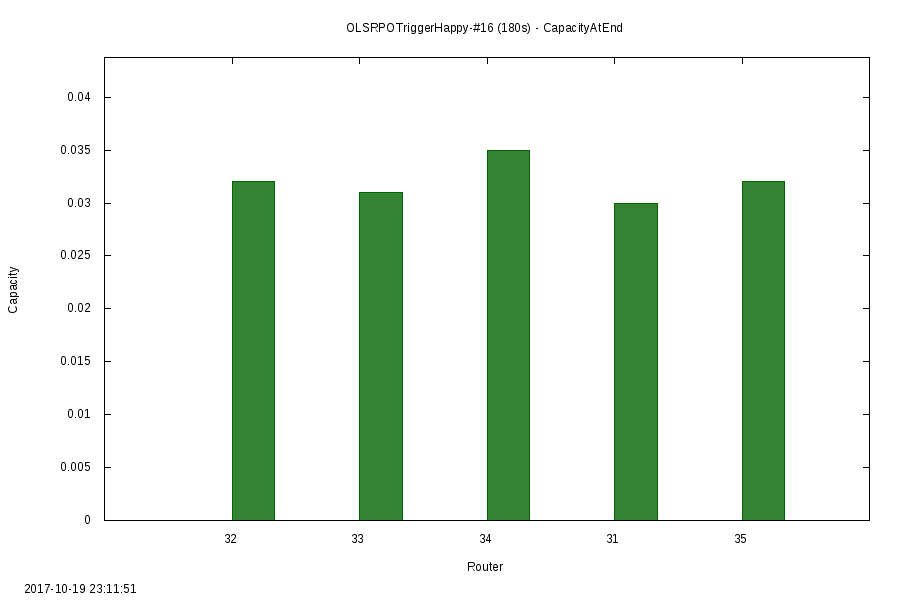 OLSRPOTriggerHappy-#16 (180s) - CapacityAtEnd
0.04
0.035
0.03
0.025
0.02
0.015
0.01
0.005
0
Capacity
32 33 34 31 35
Router
2017-10-19 23:11:51